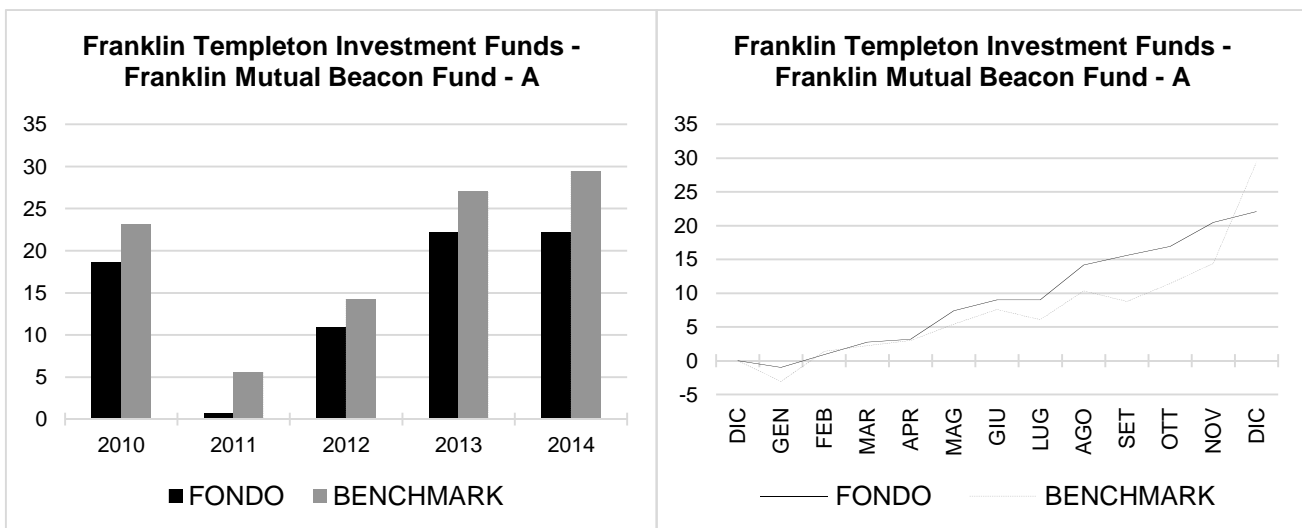 Franklin Templeton Investment Funds -
Franklin Mutual Beacon Fund - A
35
30
25
20
15
10
5
0
2010 2011 2012 2013 2014
FONDO BENCHMARK
Franklin Templeton Investment Funds -
Franklin Mutual Beacon Fund - A
35
30
25
20
15
10
5
0
-5
DIC GEN FEB MAR APR MAG GIU LUG AGO SET OTT NOV DIC
FONDO BENCHMARK